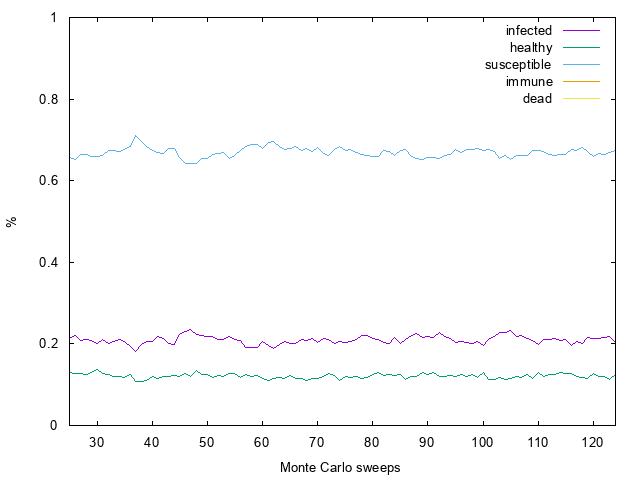 1
infected
healthy
susceptible
immune
dead
0.8
0.6
%
0.4
0.2
0
30 40 50 60 70 80 90 100 110 120
Monte Carlo sweeps